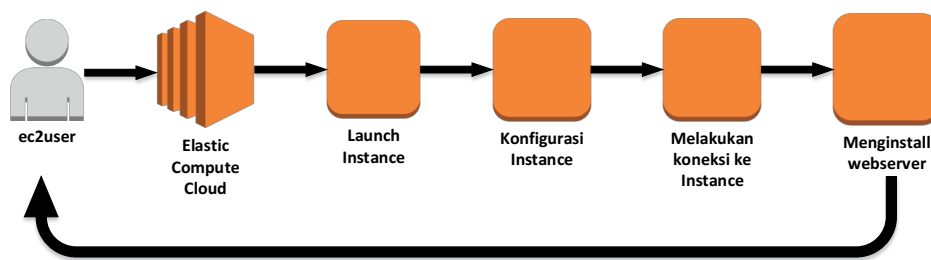 ec2user
Elastic
Compute
Cloud
Launch
Instance
Konfigurasi
Instance
Melakukan
koneksi ke
Instance
Menginstall
webserver